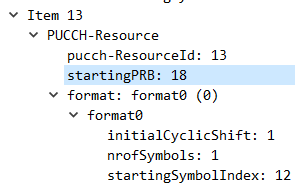 Item 13
PUCCH-Resource
pucch-ResourceId: 13
startingPRB: 18
format: format0 (0)
format0
initialCyclicShift: 1
nrofSymbols: 1
startingSymbolIndex: 12